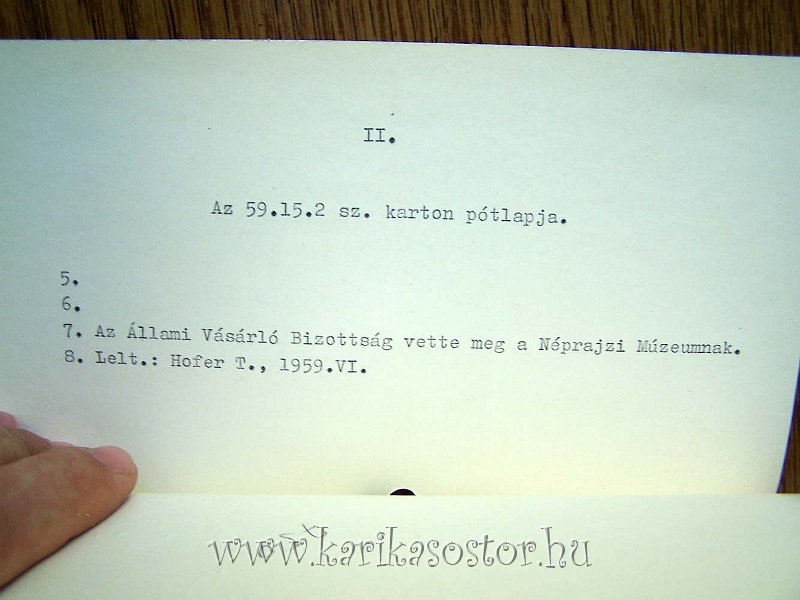 II.
Az 59.15.2 sz. karton pótlapja.
5.
6.
7. Az Állami Vásárló Bizottság vette meg a Néprajzi Múzeumnak.
8. Lelt.: Hofer T., 1959.VI.
www.karikasostor.hu